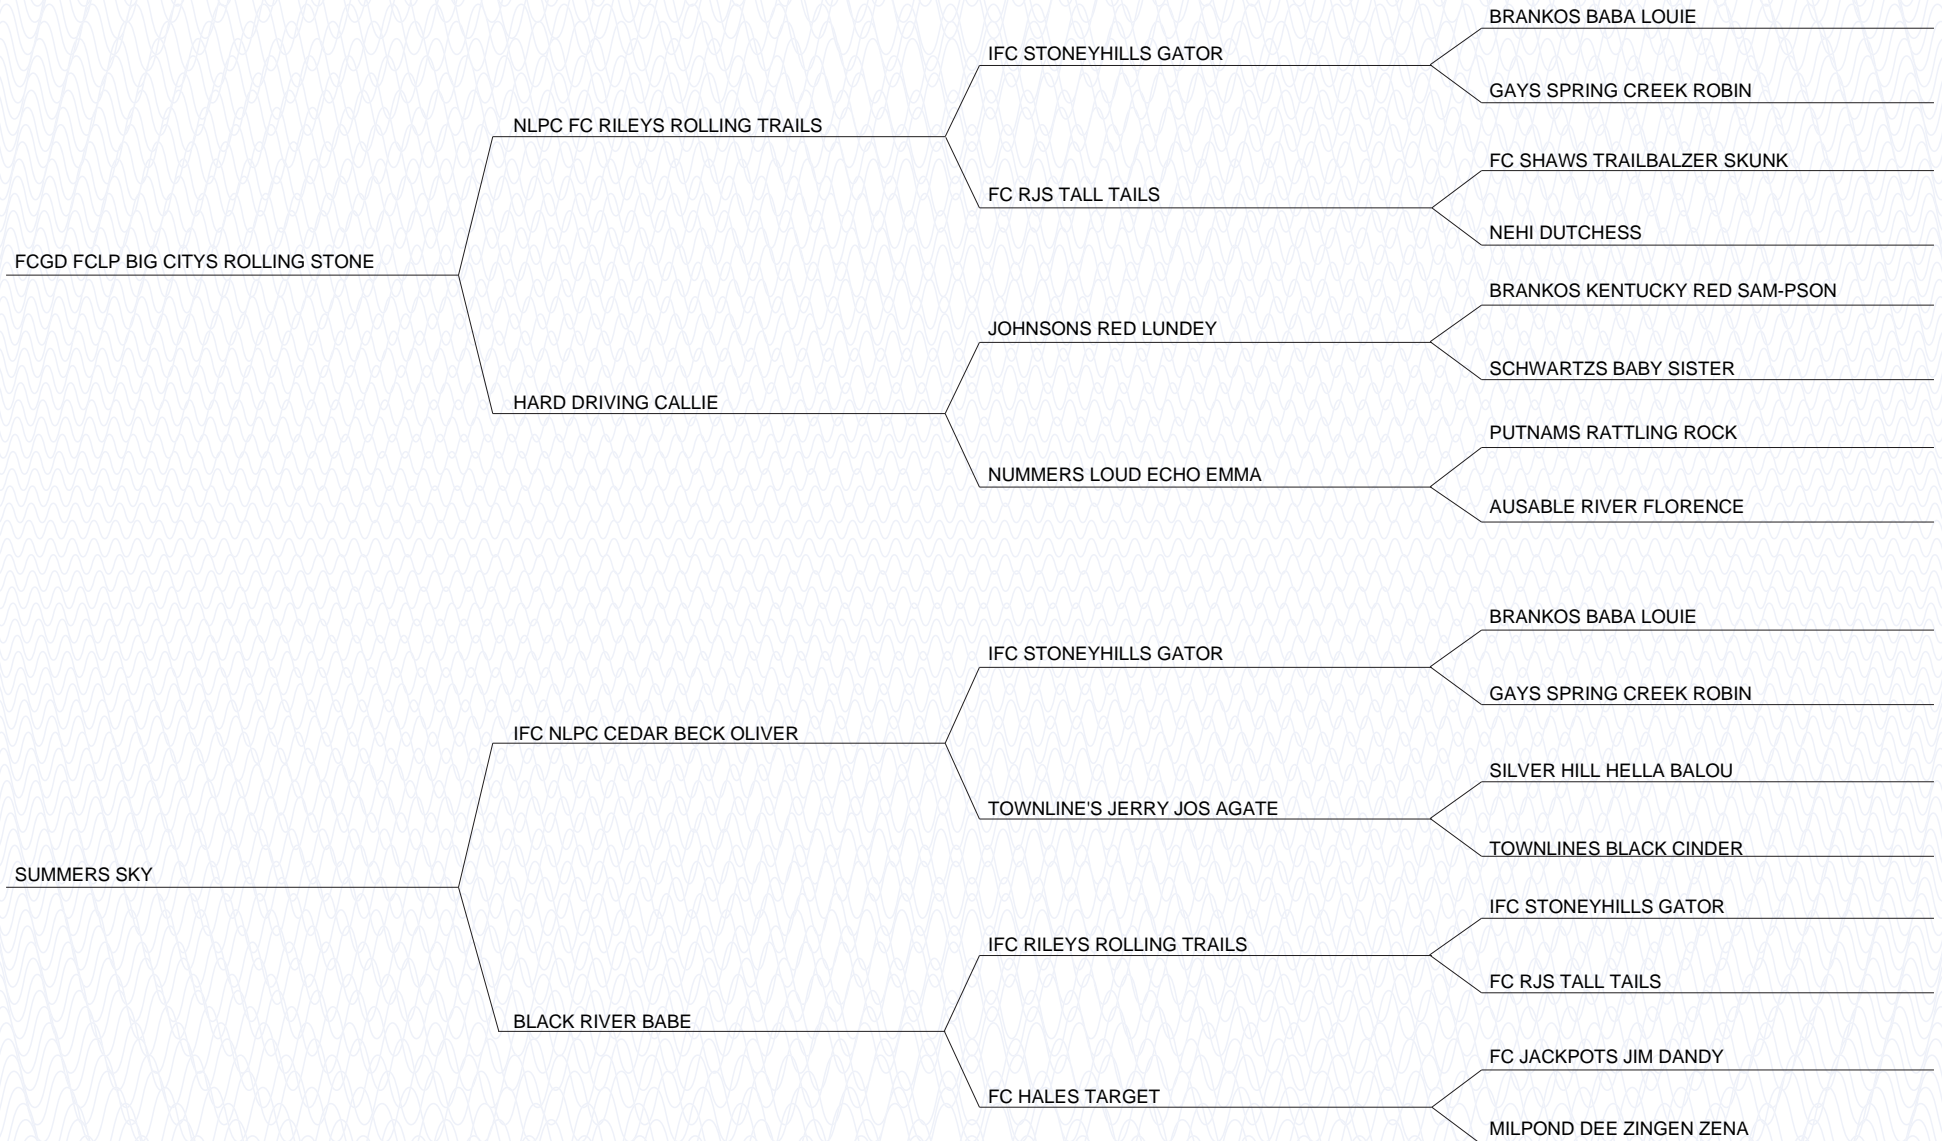 BRANKOS BABA LOUIE
IFC STONEYHILLS GATOR
GAYS SPRING CREEK ROBIN
NLPC FC RILEYS ROLLING TRAILS
FC SHAWS TRAILBALZER SKUNK
FC RJS TALL TAILS
NEHI DUTCHESS
FCGD FCLP BIG CITYS ROLLING STONE
BRANKOS KENTUCKY RED SAM-PSON
JOHNSONS RED LUNDEY
SCHWARTZS BABY SISTER
HARD DRIVING CALLIE
PUTNAMS RATTLING ROCK
NUMMERS LOUD ECHO EMMA
AUSABLE RIVER FLORENCE
BRANKOS BABA LOUIE
IFC STONEYHILLS GATOR
GAYS SPRING CREEK ROBIN
IFC NLPC CEDAR BECK OLIVER
SILVER HILL HELLA BALOU
TOWNLINE'S JERRY JOS AGATE
TOWNLINES BLACK CINDER
SUMMERS SKY
IFC STONEYHILLS GATOR
IFC RILEYS ROLLING TRAILS
FC RJS TALL TAILS
BLACK RIVER BABE
FC JACKPOTS JIM DANDY
FC HALES TARGET
MILPOND DEE ZINGEN ZENA